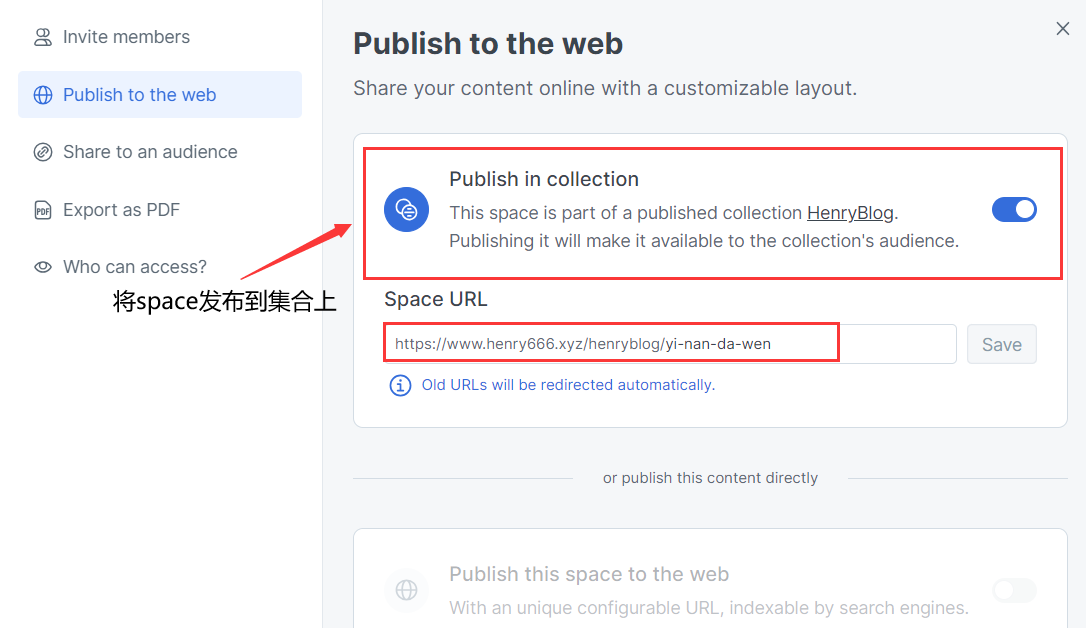 Invite members
Publish to the web
Share to an audience
PDF
Export as PDF
Who can access?
将space发布到集合上
Publish to the web
Share your content online with a customizable layout.
Publish in collection
This space is part of a published collection HenryBlog.
Publishing it will make it available to the collection's audience.
Space URL
https://www.henry666.xyz/henryblog/yi-nan-da-wen
Save
Old URLs will be redirected automatically.
or publish this content directly
Publish this space to the web
With an unique configurable URL, indexable by search engines.